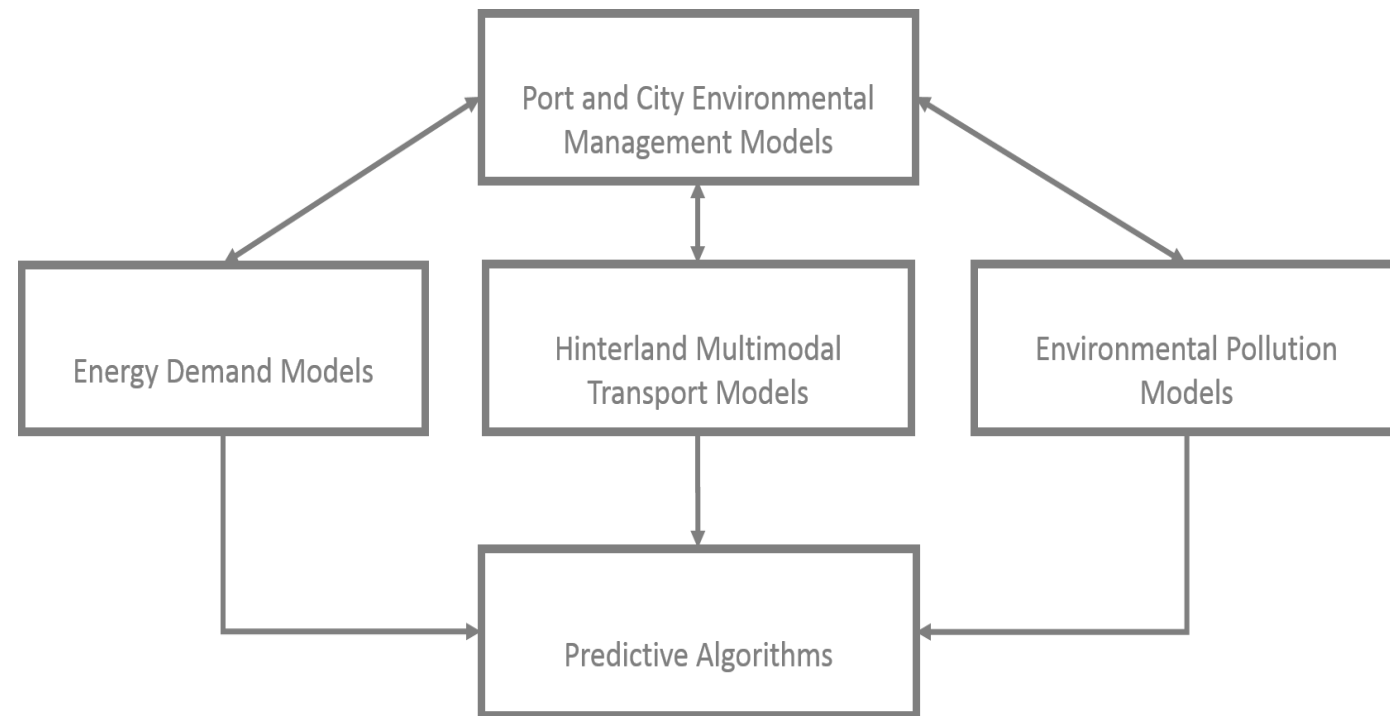 Port and City Environmental
Management Models
Energy Demand Models
Hinterland Multimodal
Transport Models
Environmental Pollution
Models
Predictive Algorithms